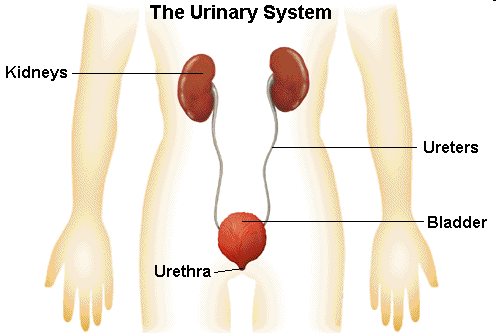 The Urinary System
Kidneys
Ureters
Bladder
Urethra